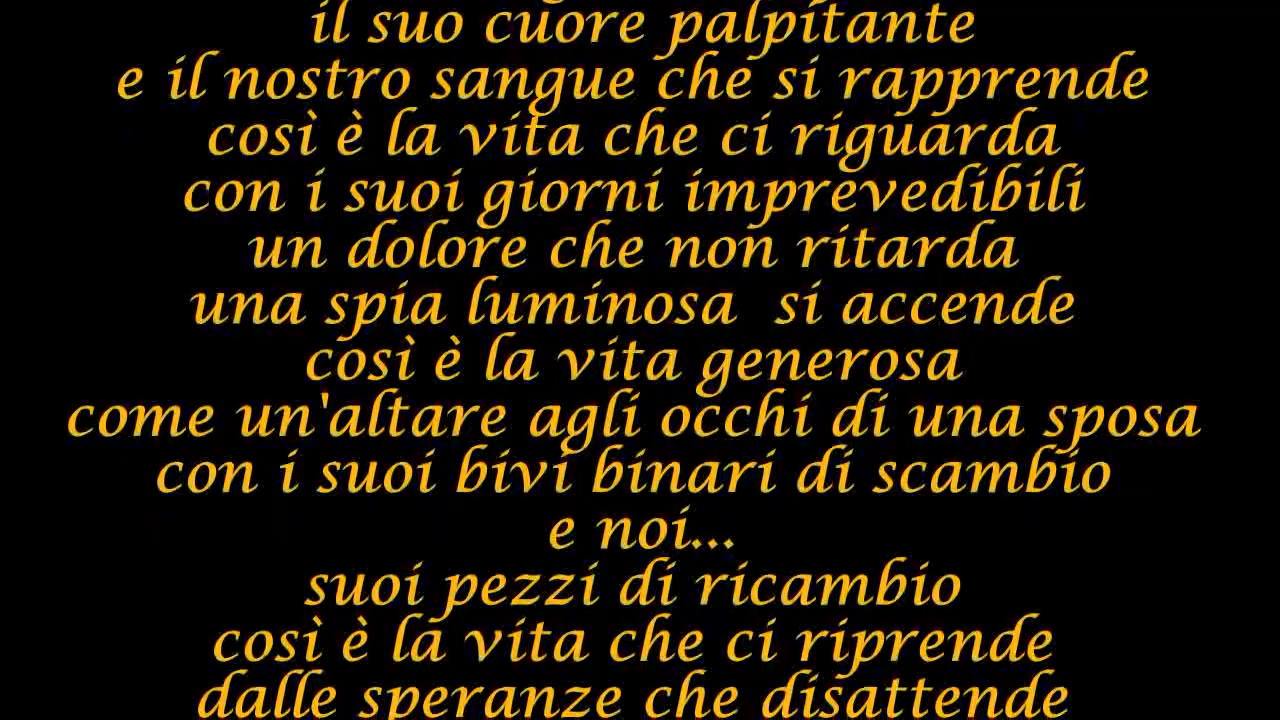 il suo cuore palpitante
e il nostro sangue che si rapprende
così è la vita che ci riguarda
con i suoi giorni imprevedibili
un dolore che non ritarda
una spia luminosa  si accende
così è la vita generosa
come un'altare agli occhi di una sposa
con i suoi bivi binari di scambio
e noi...
suoi pezzi di ricambio
così è la vita che ci riprende
dalle speranze che disattende